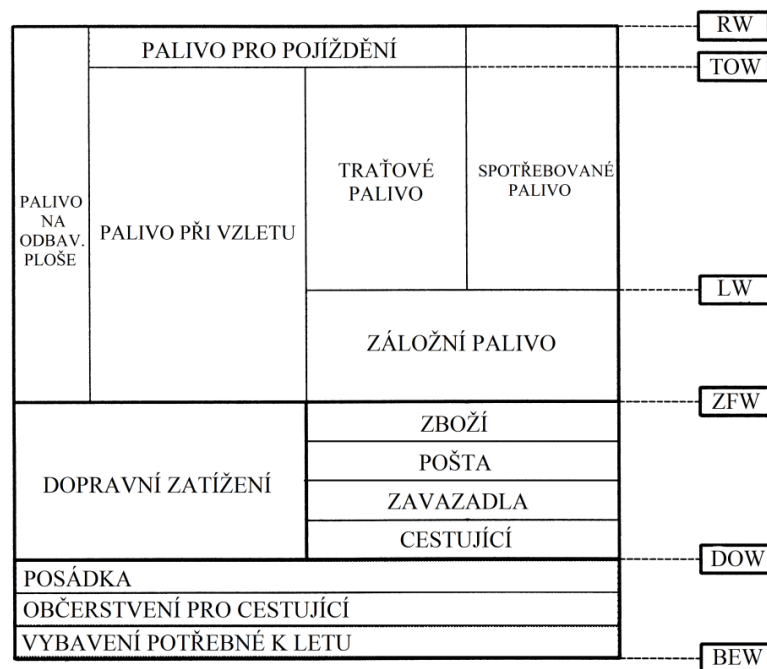 RW
PALIVO PRO POJÍŽDĚNÍ
TOW
PALIVO
NA
ODBAV.
PLOŠE
PALIVO PŘI VZLETU
TRAŤOVÉ
PALIVO
SPOTŘEBOVANÉ
PALIVO
LW
ZÁLOŽNÍ PALIVO
ZFW
DOPRAVNÍ ZATÍŽENÍ
ZBOŽÍ
POŠTA
ZAVAZADLA
CESTUJÍCÍ
DOW
POSÁDKA
OBČERSTVENÍ PRO CESTUJÍCÍ
VYBAVENÍ POTŘEBNÉ K LETU
BEW